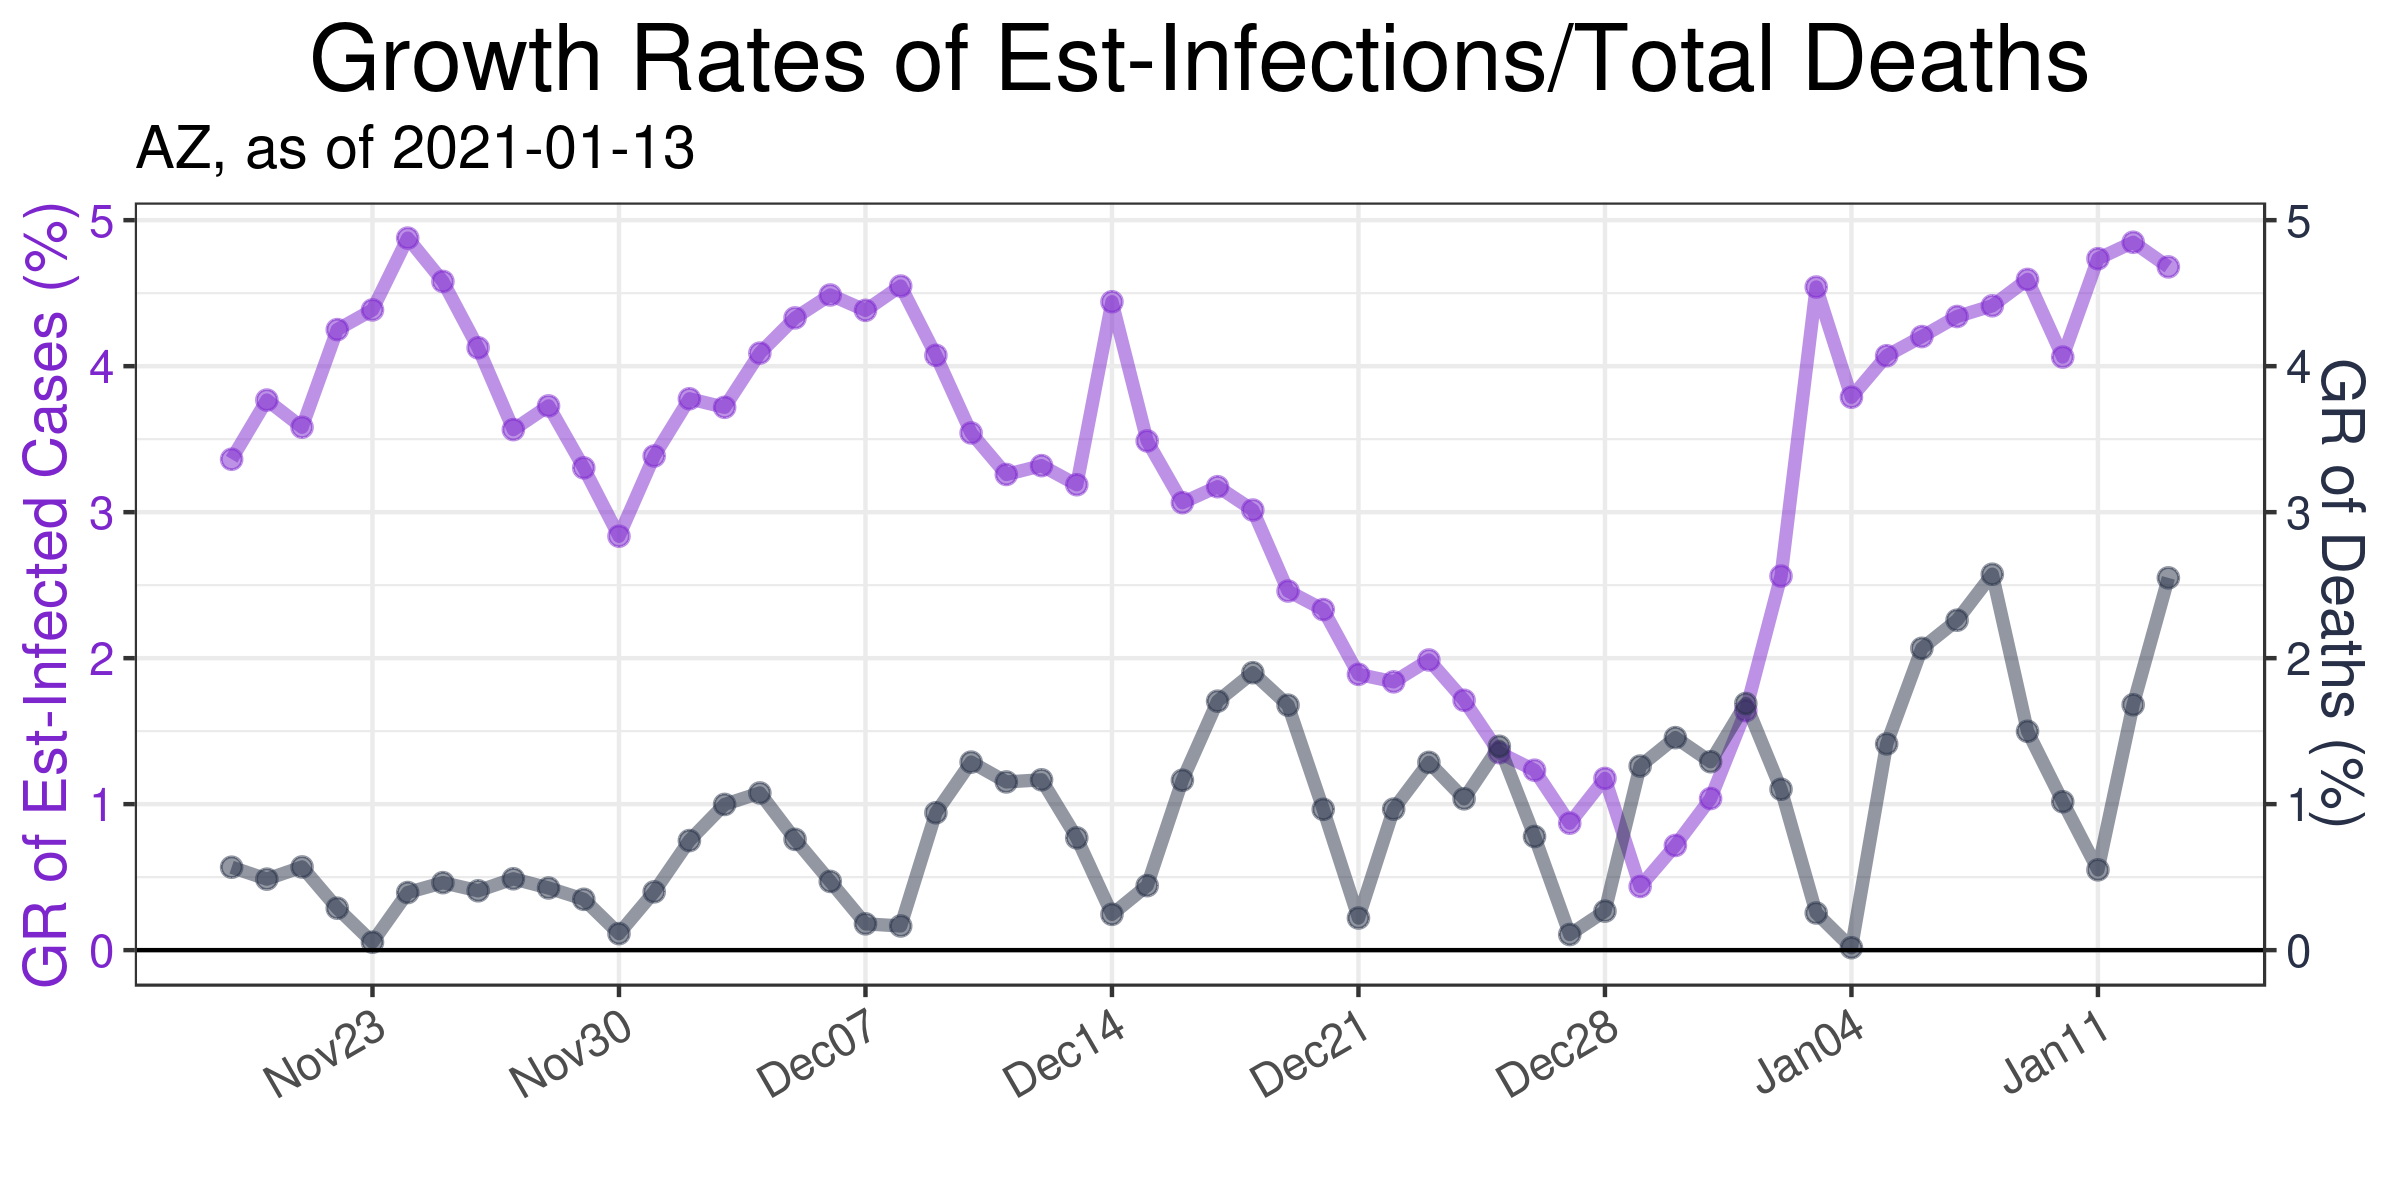 Growth Rates of Est-Infections/Total Deaths
AZ, as of 2021-01-13
GR of Est-Infected Cases (%)
5
4
3
2
1
0
5
4
3
2
1
0
GR of Deaths (%)
Nov23
Nov30
Dec07
Dec14
Dec21
Dec28
Jan04
Jan11